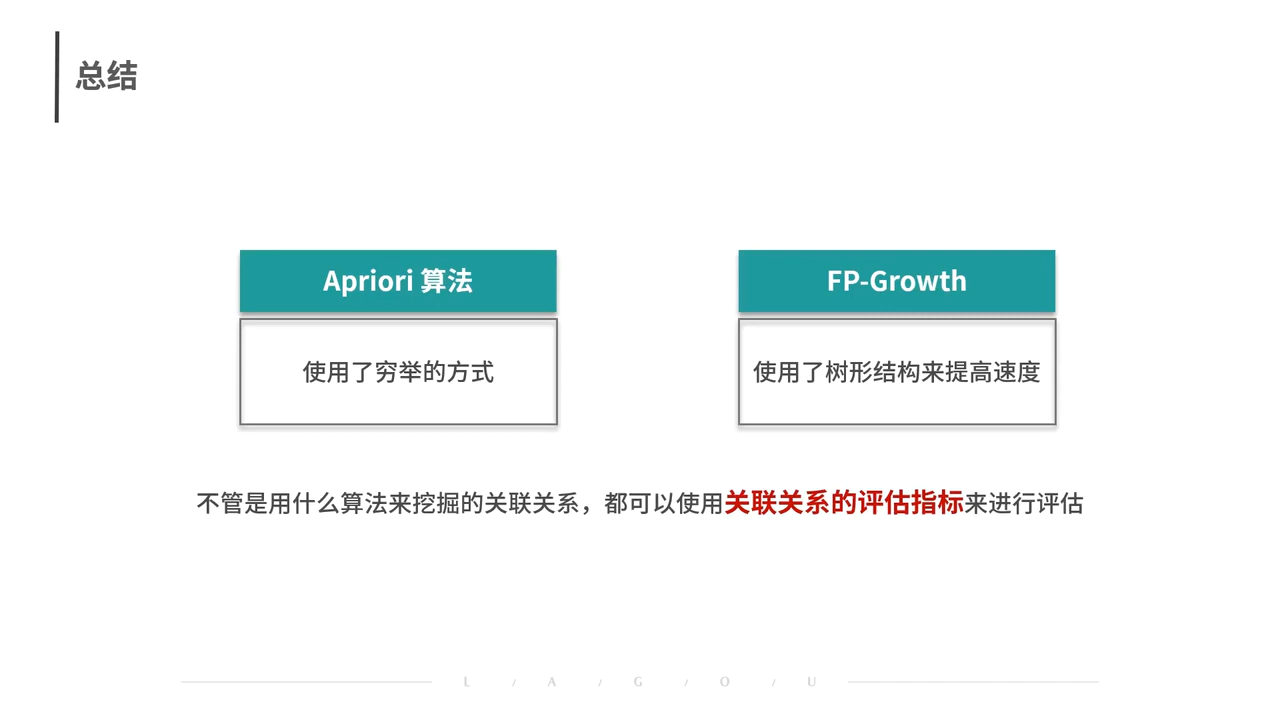 总结
Apriori 算法
FP-Growth
使用了穷举的方式
使用了树形结构来提高速度
不管是用什么算法来挖掘的关联关系，都可以使用关联关系的评估指标来进行评估
L / A / G / O / U